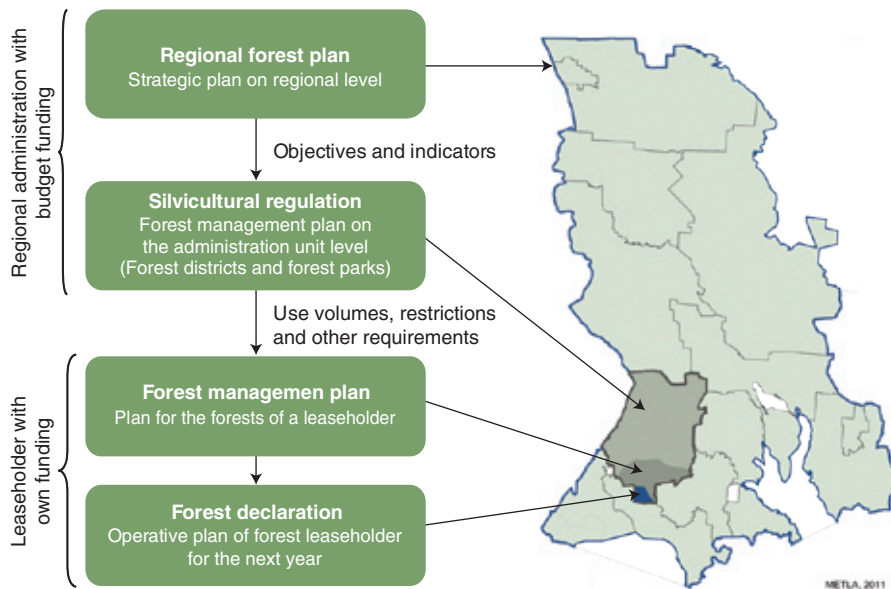 Regional administration with
budget funding
Regional forest plan
Strategic plan on regional level
Objectives and indicators
Silvicultural regulation
Forest management plan on
the administration unit level
(Forest districts and forest parks)
Use volumes, restrictions
and other requirements
Leaseholder with
own funding
Forest managemen plan
Plan for the forests of a leaseholder
Forest declaration
Operative plan of forest leaseholder
for the next year
METLA, 2011